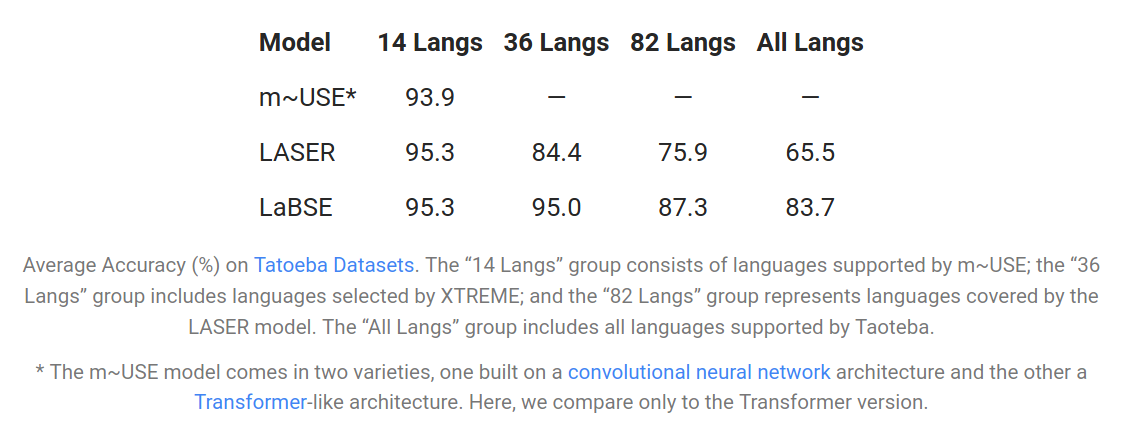 Model 14 Langs 36 Langs 82 Langs All Langs
m~USE* 93.9 — — —
LASER 95.3 84.4 75.9 65.5
LaBSE 95.3 95.0 87.3 83.7
Average Accuracy (%) on Tatoeba Datasets. The “14 Langs” group consists of languages supported by m~USE; the “36
Langs” group includes languages selected by XTREME; and the “82 Langs” group represents languages covered by the
LASER model. The “All Langs” group includes all languages supported by Taoteba.
* The m~USE model comes in two varieties, one built on a convolutional neural network architecture and the other a
Transformer-like architecture. Here, we compare only to the Transformer version.